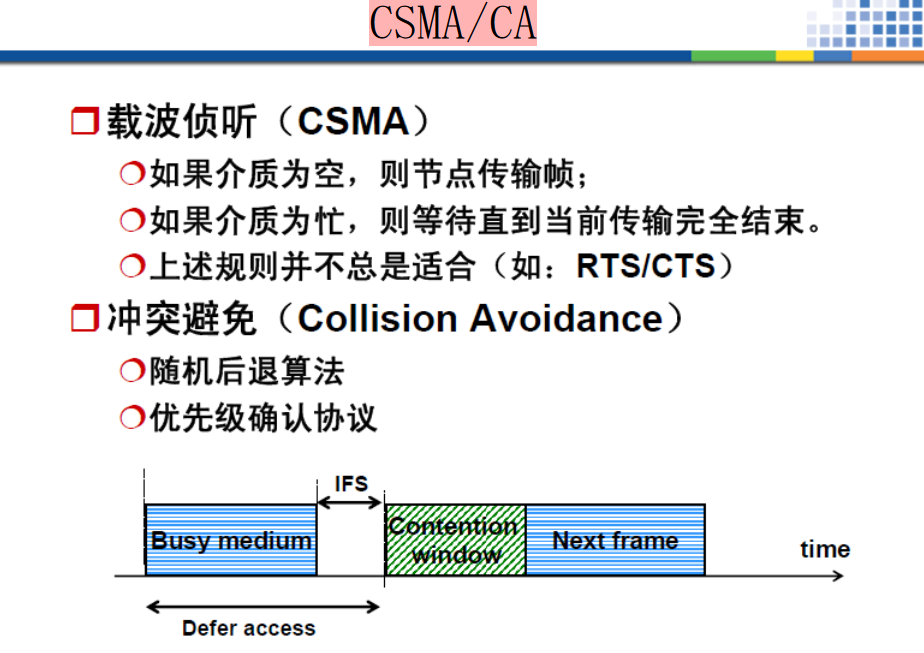 CSMA/CA
载波侦听（CSMA）
如果介质为空，则节点传输帧；
如果介质为忙，则等待直到当前传输完全结束。
上述规则并不总是适合（如：RTS/CTS）
冲突避免（Collision Avoidance）
随机后退算法
优先级确认协议
IFS
Busy medium
Contention
window
Next frame
time
Defer access